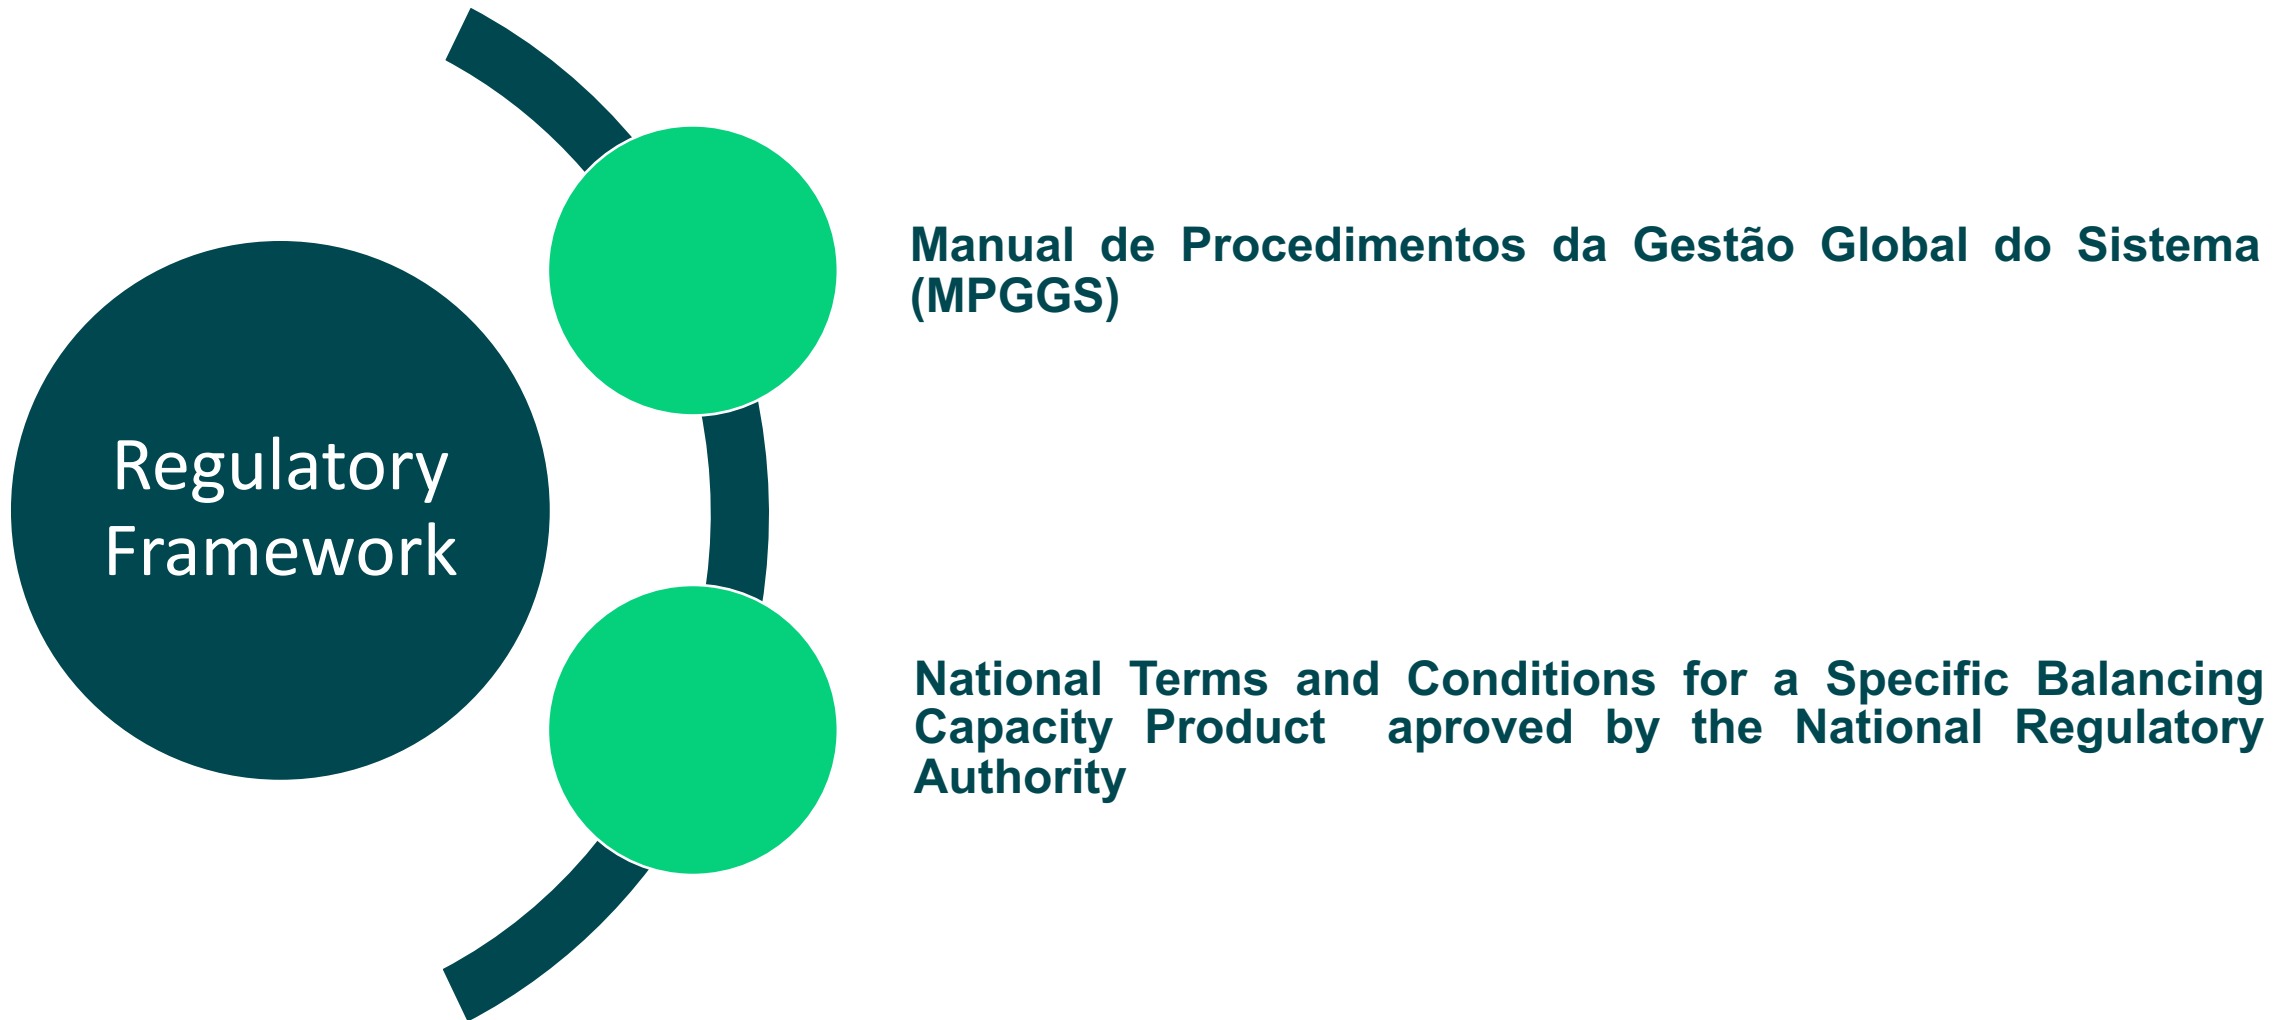 Regulatory
Framework
Manual de Procedimentos da Gestão Global do Sistema
(MPGGS)
National Terms and Conditions for a Specific Balancing
Capacity Product aproved by the National Regulatory
Authority